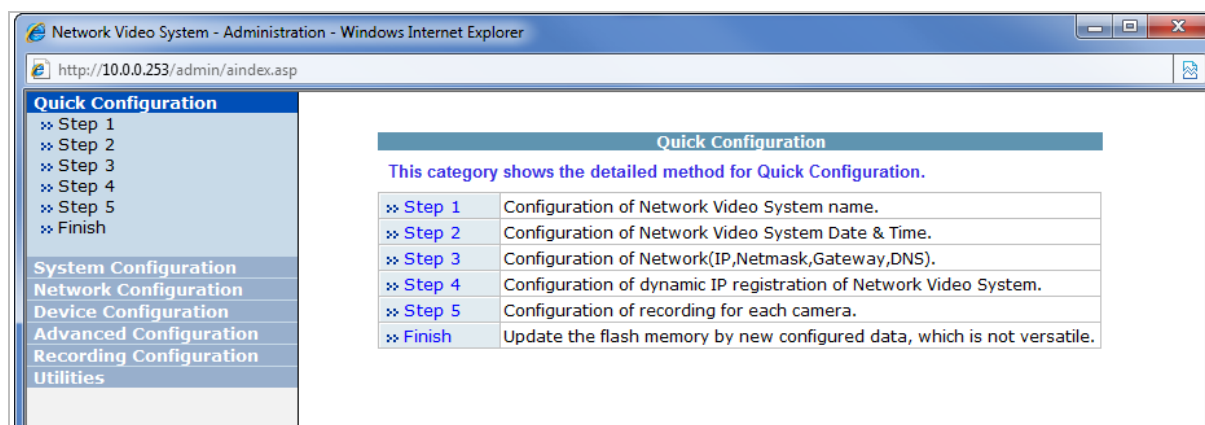 Network Video System - Administration - Windows Internet Explorer
http://10.0.0.253/admin/aindex.asp
Quick Configuration
» Step 1
» Step 2
» Step 3
» Step 4
» Step 5
» Finish
System Configuration
Network Configuration
Device Configuration
Advanced Configuration
Recording Configuration
Utilities
Quick Configuration
This category shows the detailed method for Quick Configuration.
» Step 1 Configuration of Network Video System name.
» Step 2 Configuration of Network Video System Date & Time.
» Step 3 Configuration of Network(IP,Netmask,Gateway,DNS).
» Step 4 Configuration of dynamic IP registration of Network Video System.
» Step 5 Configuration of recording for each camera.
» Finish Update the flash memory by new configured data, which is not versatile.